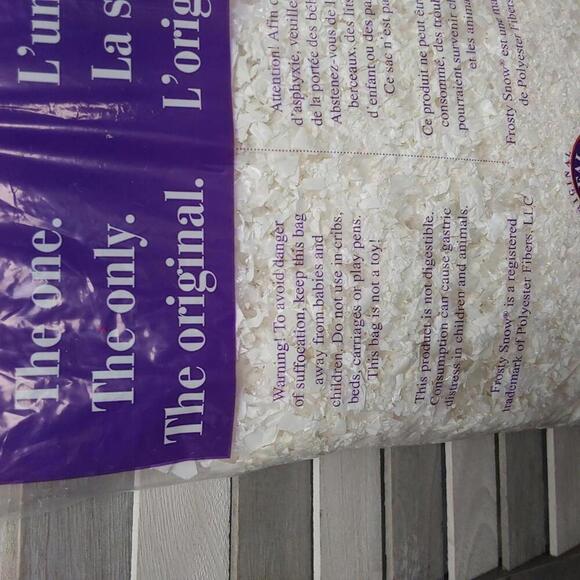 The one.
The only.
The original.
L'un
La s
L'orig
Warning! To avoid danger
of suffocation, keep this bag
away from babies and
children. Do not use in cribs,
beds, carriages or play pens.
This bag is not a toy!
This product is not digestible.
Consumption can cause gastric
distress in children and animals.
Frosty Snow® is a registered
trademark of Polyester Fibers, LLC
Attention! Afin
d'asphyxie, veuille
de la portée des béb
Abstenez-vous de l
berceaux, des lits
d'enfant ou des pa
Ce sac n'est pa
Ce produit ne peut êtr
consommé, des trou
pourraient survenir ch
et les anima
Frosty Snow® est une
de Polyester Fibers